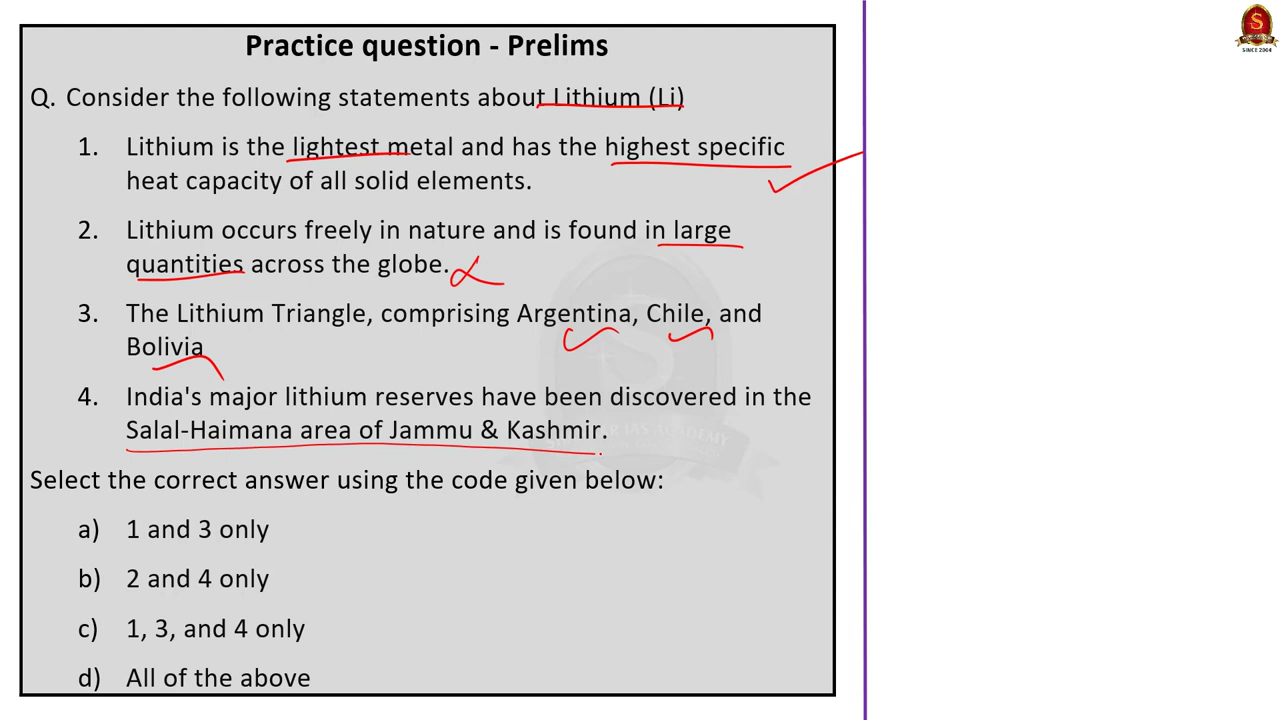 Practice question - Prelims
Q. Consider the following statements about Lithium (Li)
1. Lithium is the lightest metal and has the highest specific
heat capacity of all solid elements.
2. Lithium occurs freely in nature and is found in large
quantities across the globe.
3. The Lithium Triangle, comprising Argentina, Chile, and
Bolivia
4. India's major lithium reserves have been discovered in the
Salal-Haimana area of Jammu & Kashmir.
Select the correct answer using the code given below:
a) 1 and 3 only
b) 2 and 4 only
c) 1, 3, and 4 only
d) All of the above
S
SINCE 2004